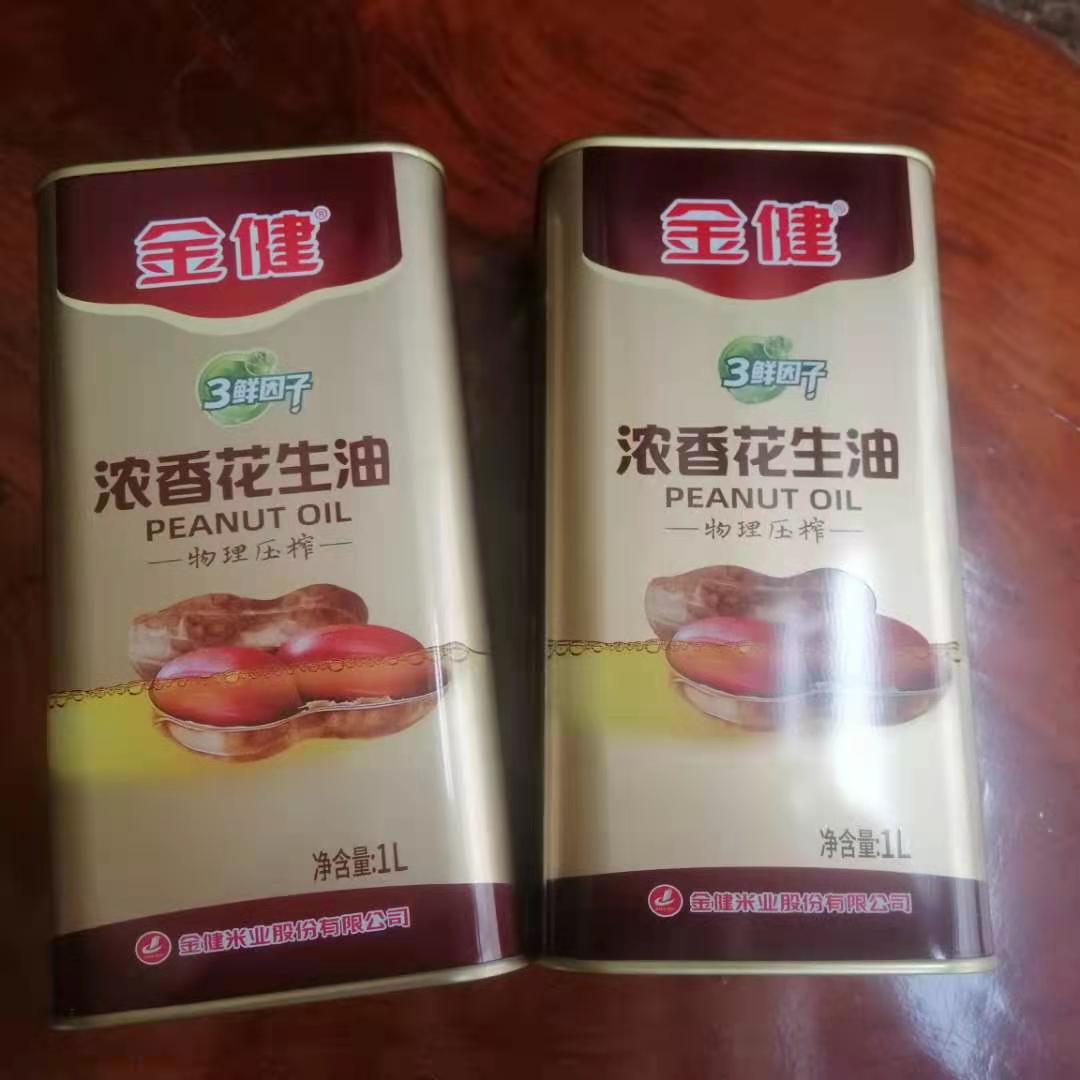 金健®
3鲜因子
浓香花生油
PEANUT OIL
物理压榨
净含量:1L
金健米业股份有限公司
金健®
3鲜因子
浓香花生油
PEANUT OIL
物理压榨
净含量:1L
金健米业股份有限公司